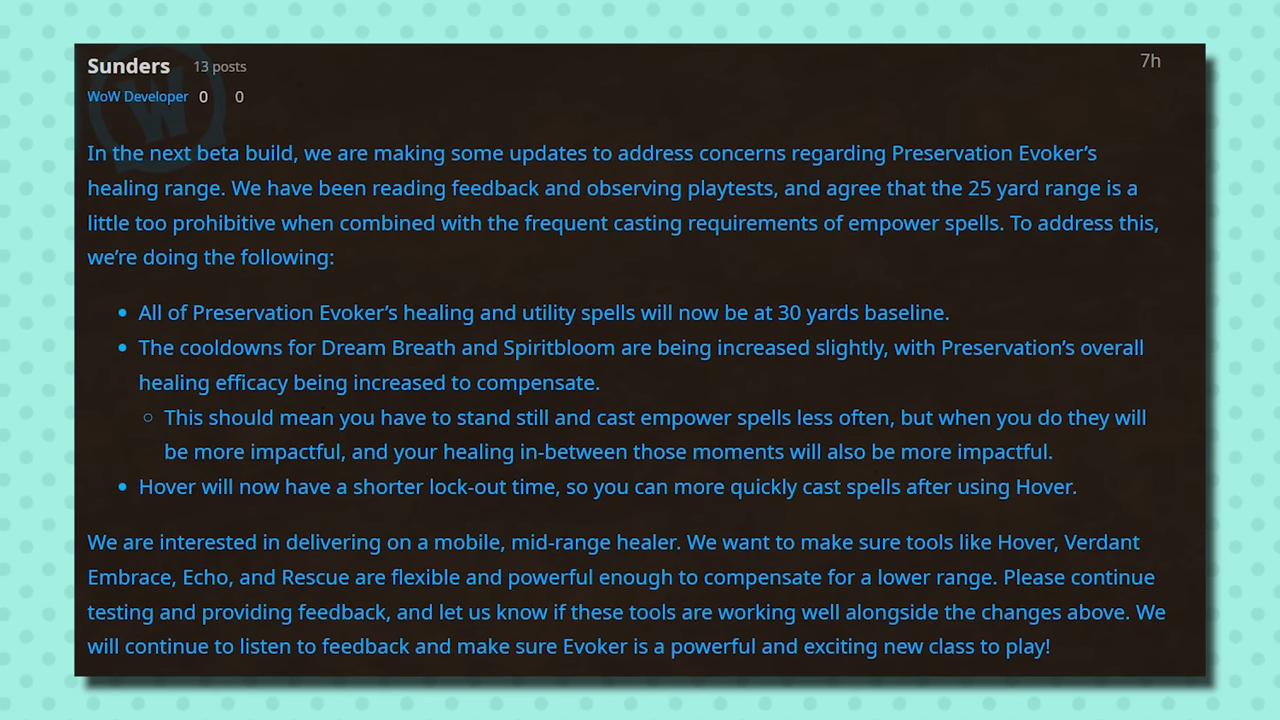 Sunders 13 posts 7h
WoW Developer 0 0
In the next beta build, we are making some updates to address concerns regarding Preservation Evoker’s
healing range. We have been reading feedback and observing playtests, and agree that the 25 yard range is a
little too prohibitive when combined with the frequent casting requirements of empower spells. To address this,
we’re doing the following:
• All of Preservation Evoker’s healing and utility spells will now be at 30 yards baseline.
• The cooldowns for Dream Breath and Spiritbloom are being increased slightly, with Preservation’s overall
healing efficacy being increased to compensate.
○ This should mean you have to stand still and cast empower spells less often, but when you do they will
be more impactful, and your healing in-between those moments will also be more impactful.
• Hover will now have a shorter lock-out time, so you can more quickly cast spells after using Hover.
We are interested in delivering on a mobile, mid-range healer. We want to make sure tools like Hover, Verdant
Embrace, Echo, and Rescue are flexible and powerful enough to compensate for a lower range. Please continue
testing and providing feedback, and let us know if these tools are working well alongside the changes above. We
will continue to listen to feedback and make sure Evoker is a powerful and exciting new class to play!